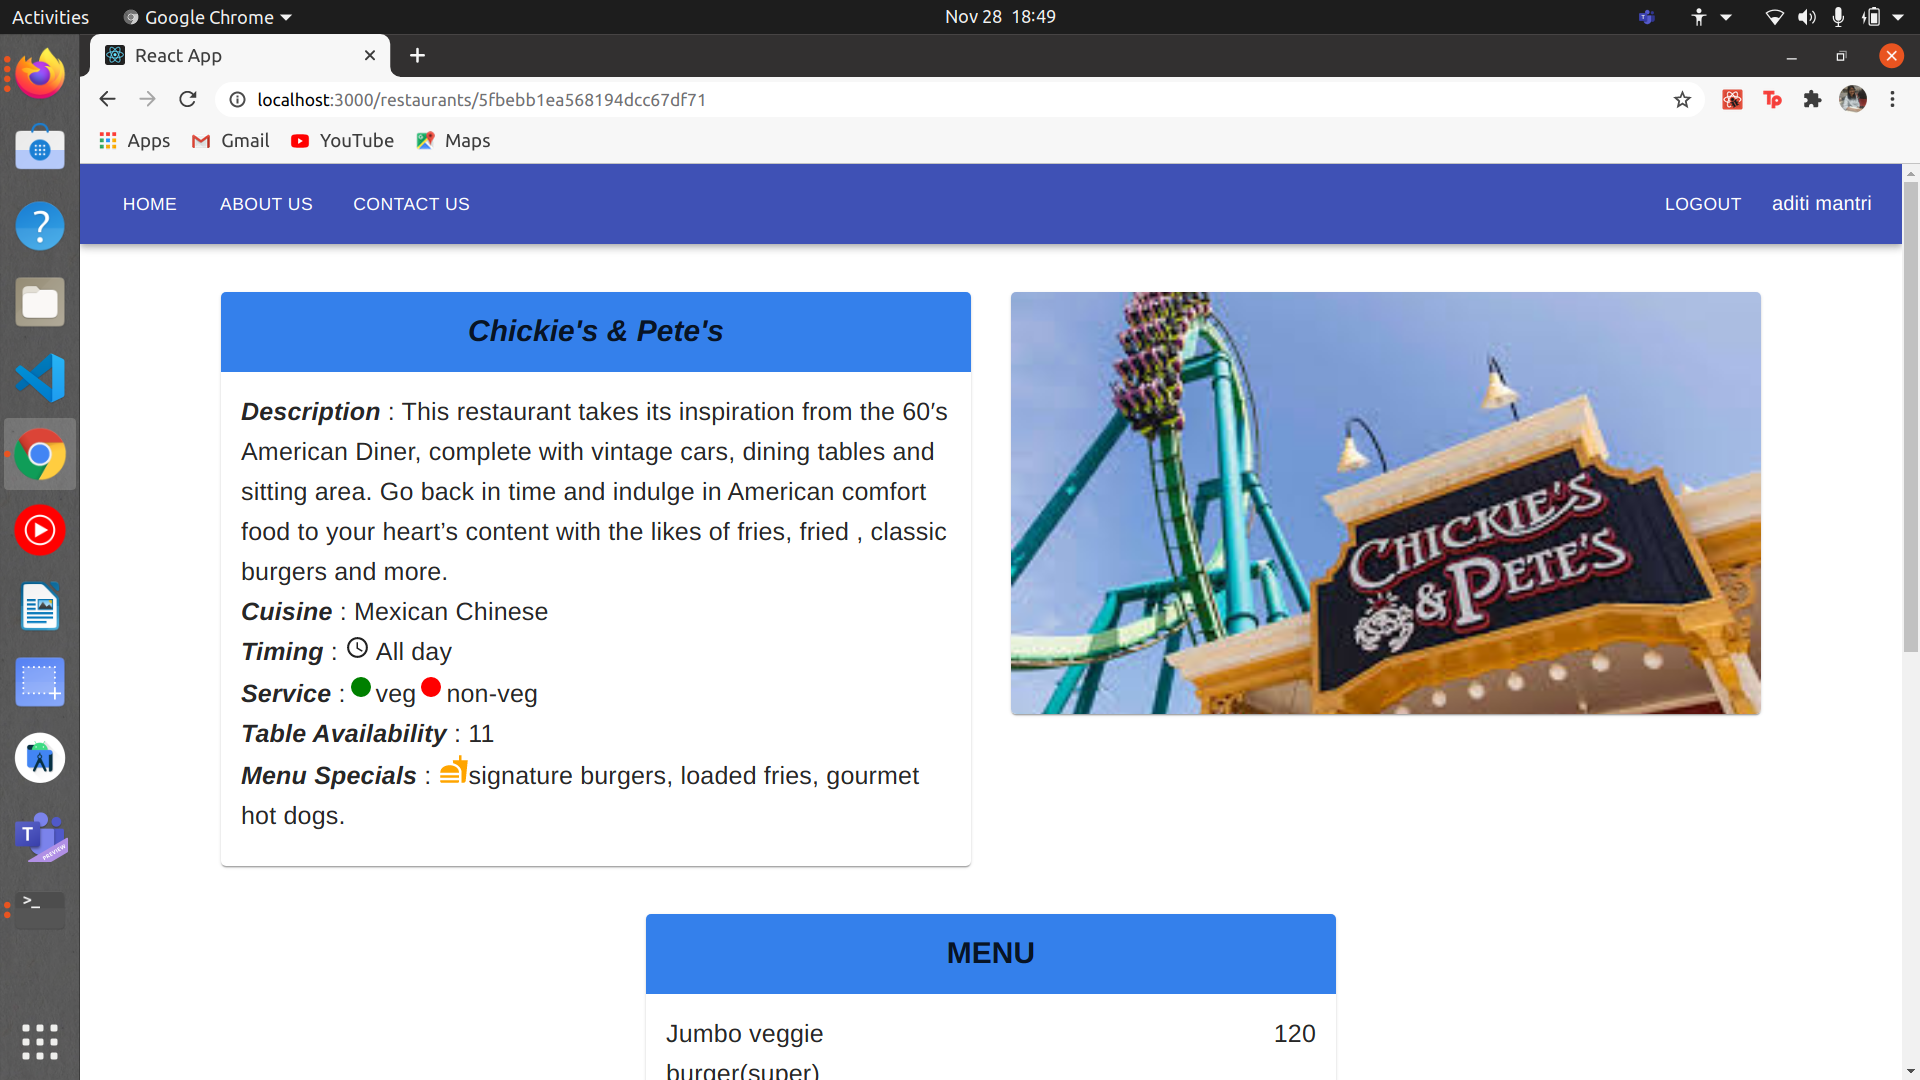 Activities
Google Chrome
Nov 28 18:49
React App
localhost:3000/restaurants/5fbebb1ea568194dcc67df71
Tp
Apps
Gmail
YouTube
Maps
HOME
ABOUT US
CONTACT US
LOGOUT
aditi mantri
Chickie's & Pete's
Description : This restaurant takes its inspiration from the 60′s
American Diner, complete with vintage cars, dining tables and
sitting area. Go back in time and indulge in American comfort
food to your heart’s content with the likes of fries, fried , classic
burgers and more.
Cuisine : Mexican Chinese
Timing : All day
Service : veg non-veg
Table Availability : 11
Menu Specials : signature burgers, loaded fries, gourmet
hot dogs.
CHICKIE'S
& PETE'S
MENU
Jumbo veggie 120
burger(super)
T
PREVIEW
>_
?